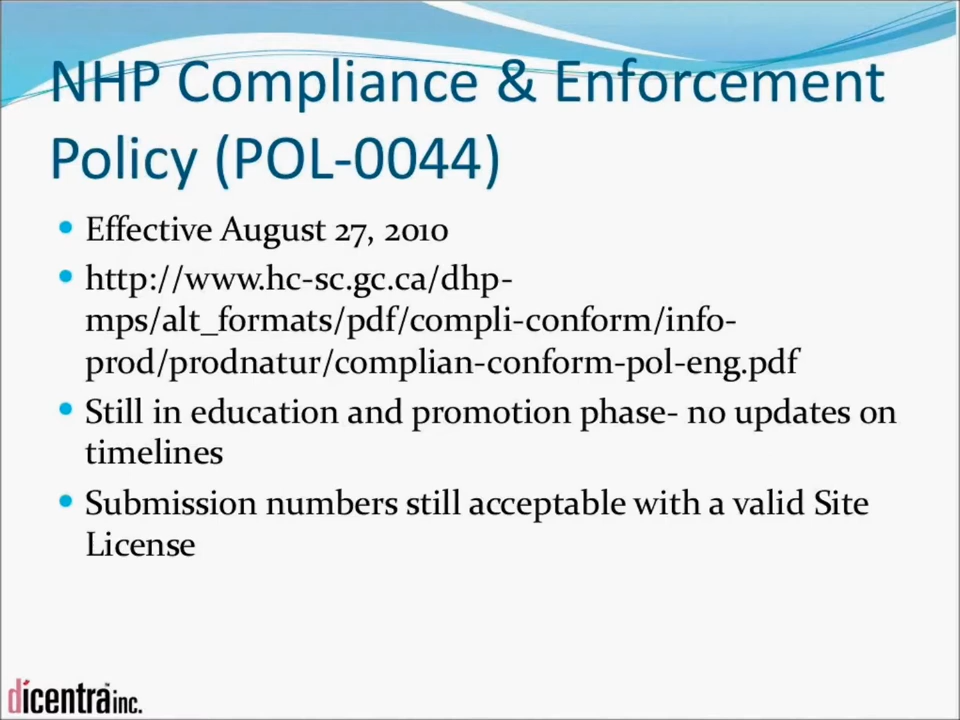 NHP Compliance & Enforcement
Policy (POL-0044)
• Effective August 27, 2010
• http://www.hc-sc.gc.ca/dhp-
mps/alt_formats/pdf/compli-conform/info-
prod/prodnatur/complian-conform-pol-eng.pdf
• Still in education and promotion phase- no updates on
timelines
• Submission numbers still acceptable with a valid Site
License
dicentra™ inc.